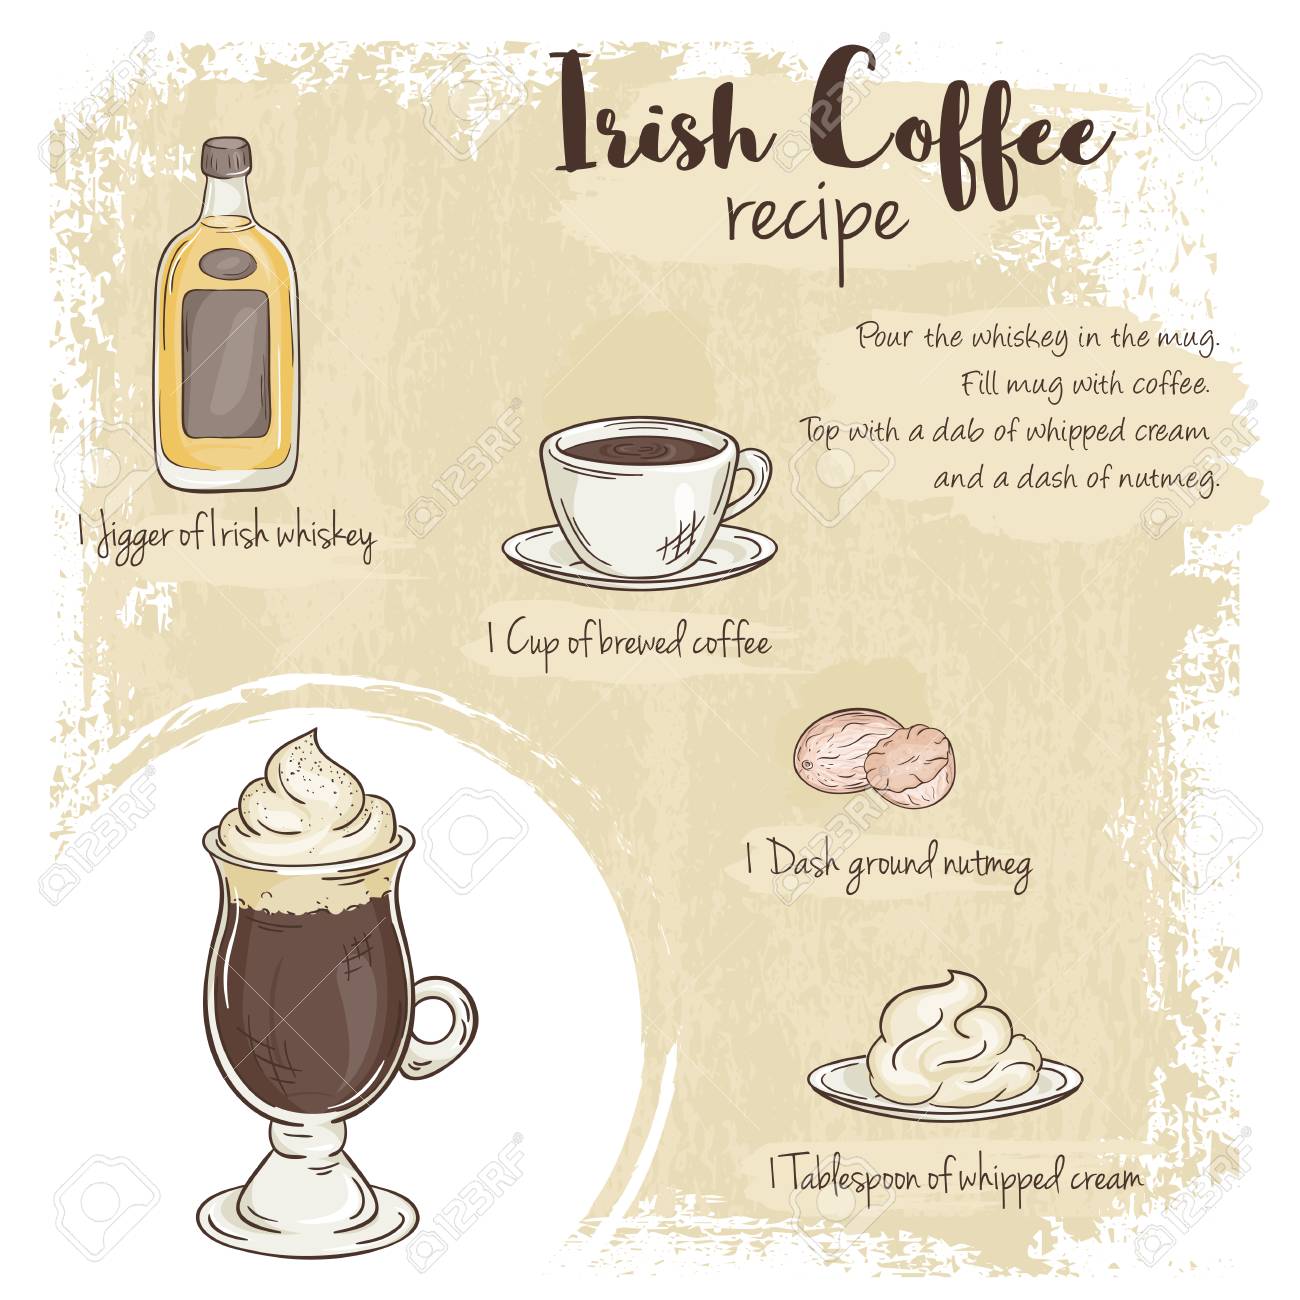 Irish Coffee
recipe
Pour the whiskey in the mug.
Fill mug with coffee.
Top with a dab of whipped cream
and a dash of nutmeg.
1 Jigger of Irish whiskey
1 Cup of brewed coffee
1 Dash ground nutmeg
1 Tablespoon of whipped cream
123RF